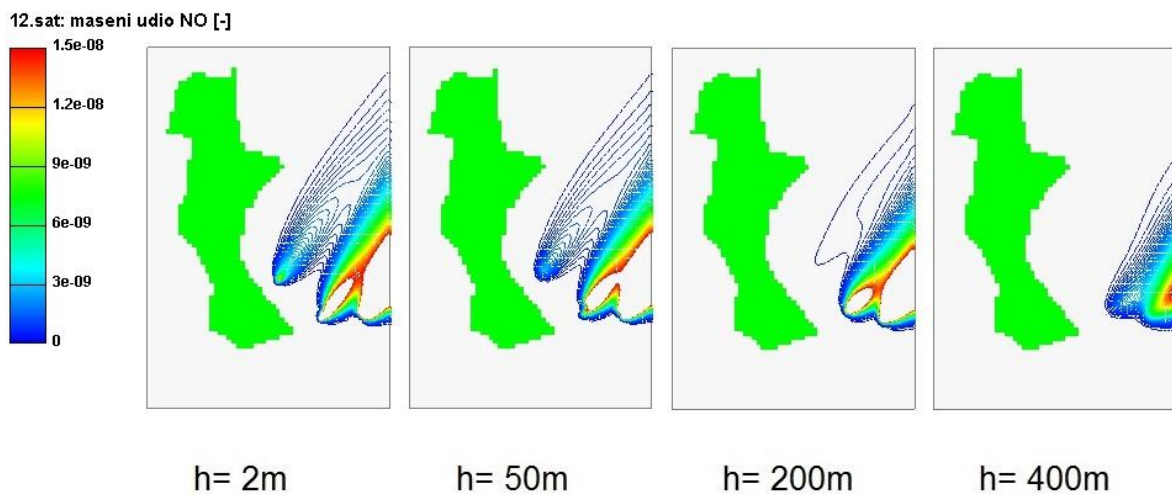 12.sat: maseni udio NO [-]
1.5e-08
1.2e-08
9e-09
6e-09
3e-09
0
h= 2m
h= 50m
h= 200m
h= 400m